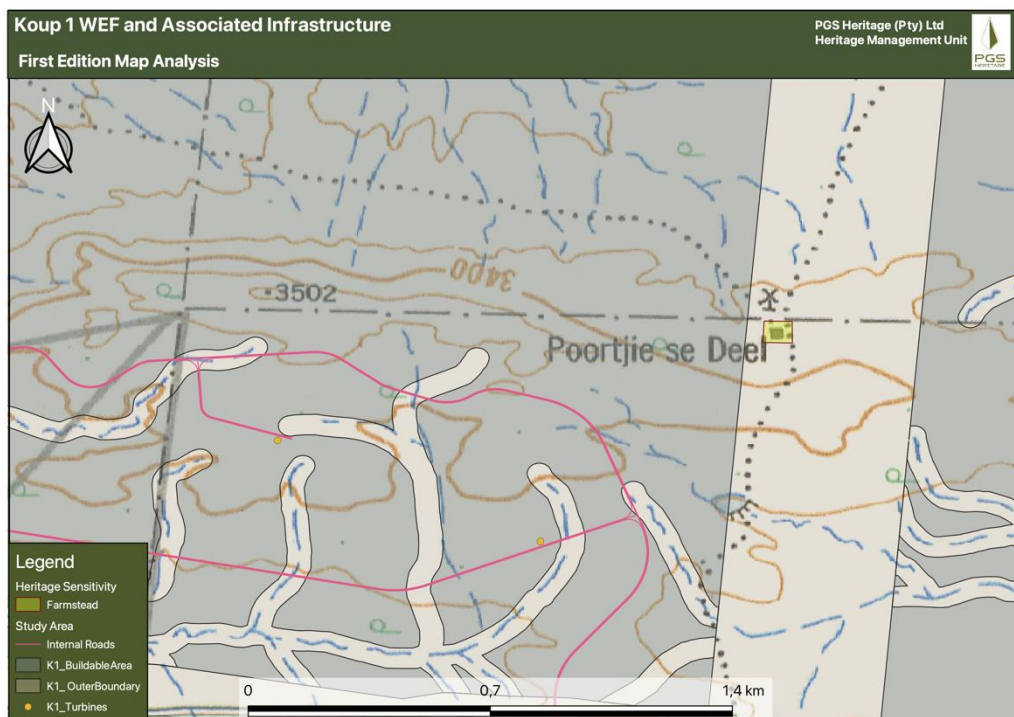 Koup 1 WEF and Associated Infrastructure
First Edition Map Analysis
PGS Heritage (Pty) Ltd
Heritage Management Unit
PGS
HERITAGE
N
3400
3502
Poortjie se Deel
Legend
Heritage Sensitivity
Farmstead
Study Area
Internal Roads
K1_BuildableArea
K1_ OuterBoundary
K1_Turbines
0
0,7
1,4 km